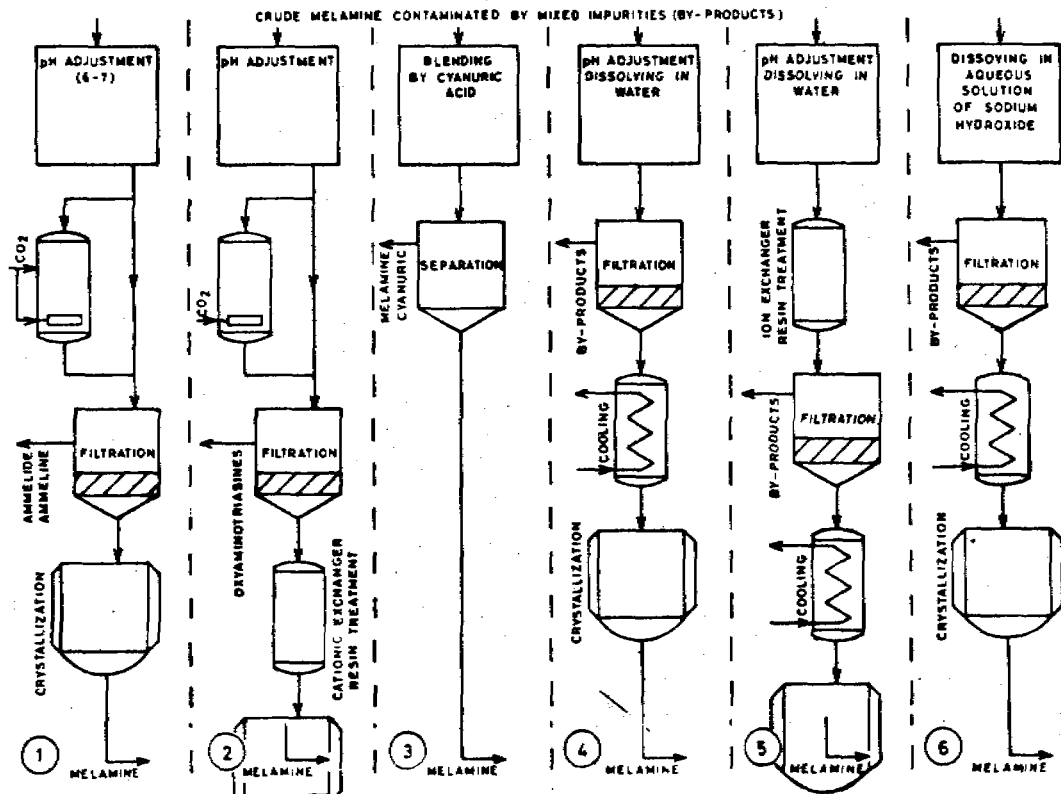 CRUDE MELAMINE CONTAMINATED BY MIXED IMPURITIES (BY-PRODUCTS)
pH ADJUSTMENT
(6-7)
CO2
FILTRATION
AMMELIDE
AMMELINE
CRYSTALLIZATION
1
MELAMINE
pH ADJUSTMENT
CO2
FILTRATION
OXYAMINOTRIASINES
CATIONIC EXCHANGER
RESIN TREATMENT
2
MELAMINE
BLENDING
BY CYANURIC
ACID
SEPARATION
MELAMINE
CYANURIC
3
MELAMINE
pH ADJUSTMENT
DISSOLVING IN
WATER
FILTRATION
BY-PRODUCTS
COOLING
CRYSTALLIZATION
4
MELAMINE
pH ADJUSTMENT
DISSOLVING IN
WATER
ION EXCHANGER
RESIN TREATMENT
FILTRATION
BY-PRODUCTS
COOLING
5
MELAMINE
DISSOYING IN
AQUEOUS
SOLUTION
OF SODIUM
HYDROXIDE
FILTRATION
BY-PRODUCTS
COOLING
CRYSTALLIZATION
6
MELAMINE